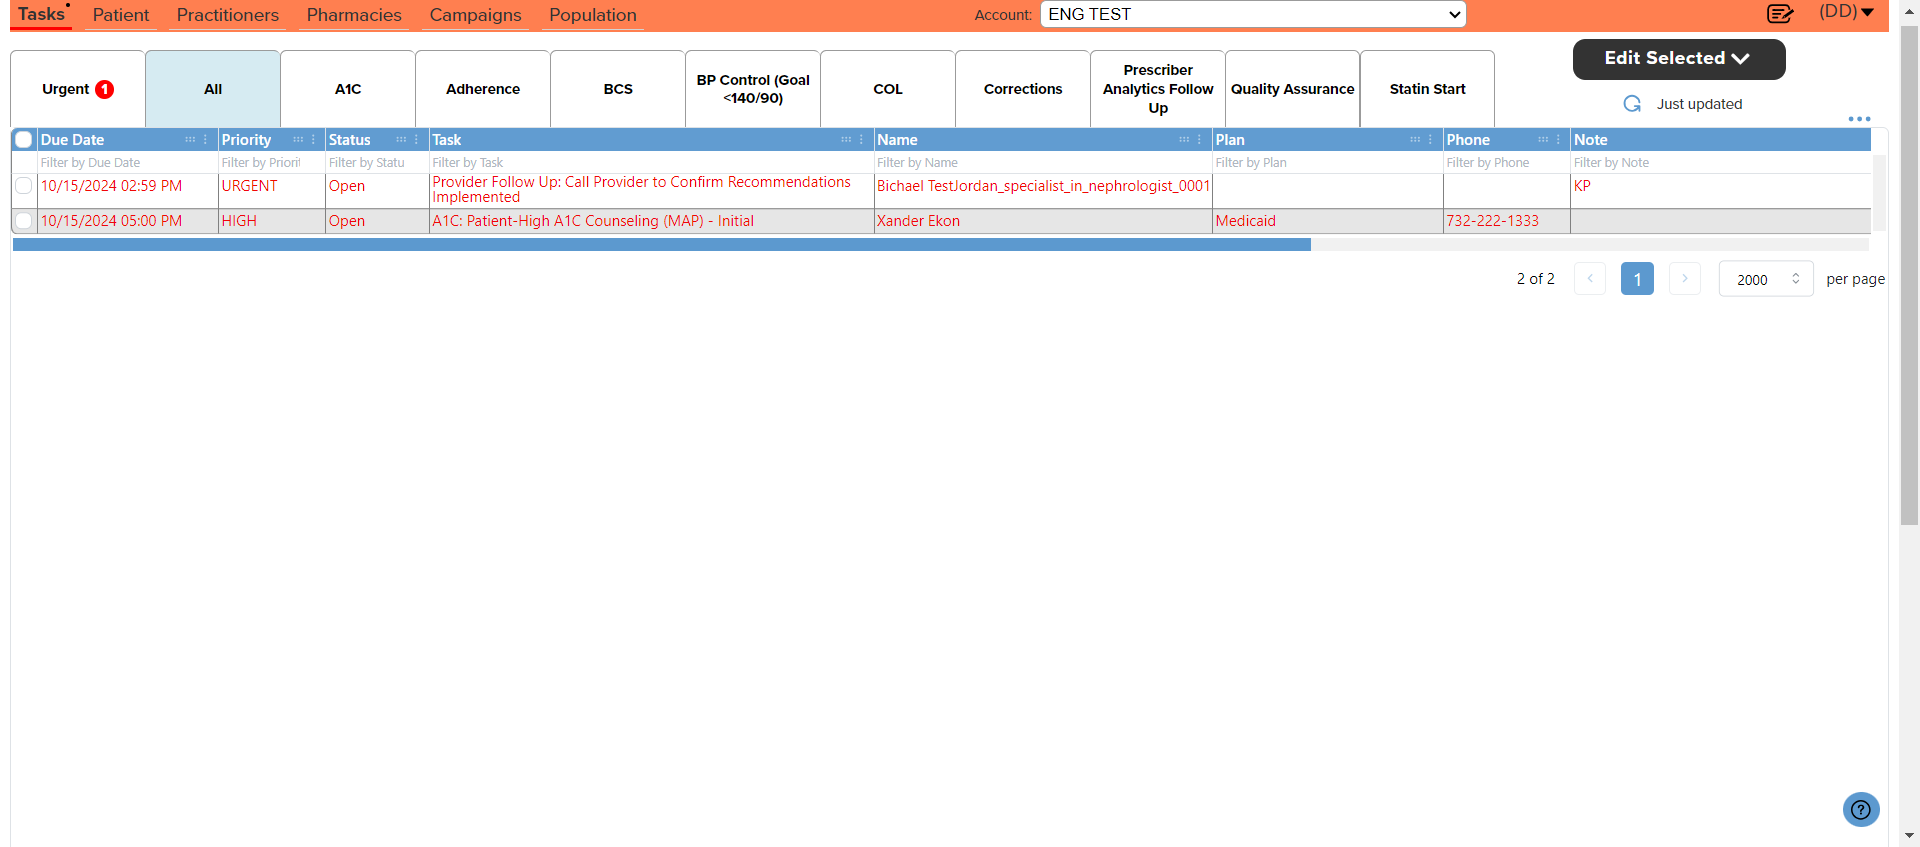 Tasks Patient Practitioners Pharmacies Campaigns Population Account: ENG TEST (DD)
Edit Selected
Just updated
Urgent 1 All A1C Adherence BCS BP Control (Goal <140/90) COL Corrections Prescriber Analytics Follow Up Quality Assurance Statin Start
Due Date Priority Status Task Name Plan Phone Note
Filter by Due Date Filter by Priorit Filter by Statu Filter by Task Filter by Name Filter by Plan Filter by Phone Filter by Note
10/15/2024 02:59 PM URGENT Open Provider Follow Up: Call Provider to Confirm Recommendations Implemented Bichael TestJordan_specialist_in_nephrologist_0001 KP
10/15/2024 05:00 PM HIGH Open A1C: Patient-High A1C Counseling (MAP) - Initial Xander Ekon Medicaid 732-222-1333
2 of 2 1 2000 per page